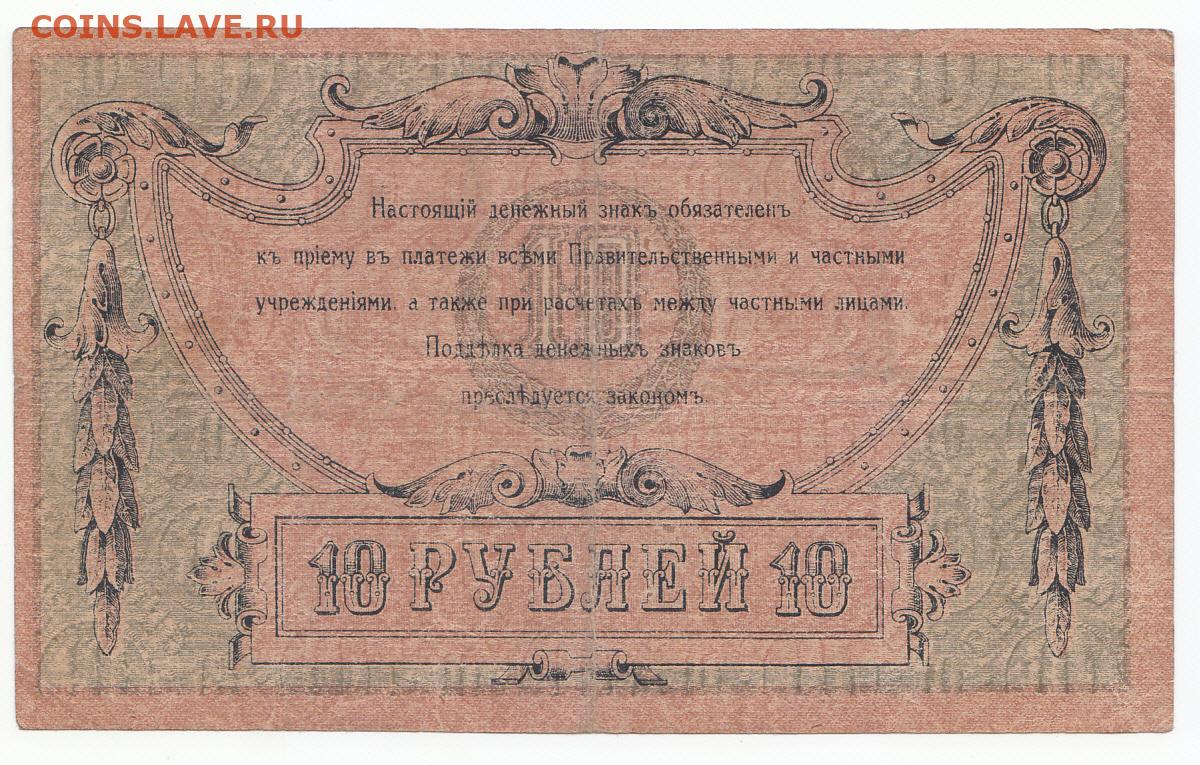 COINS.LAVE.RU
Настоящій денежный знакъ обязателенъ
къ пріему въ платежи всѣми Правительственными и частными
учрежденіями, а также при расчетахъ между частными лицами.
10
Поддѣлка денежныхъ знаковъ
преслѣдуется закономъ.
10 РУБЛЕЙ 10